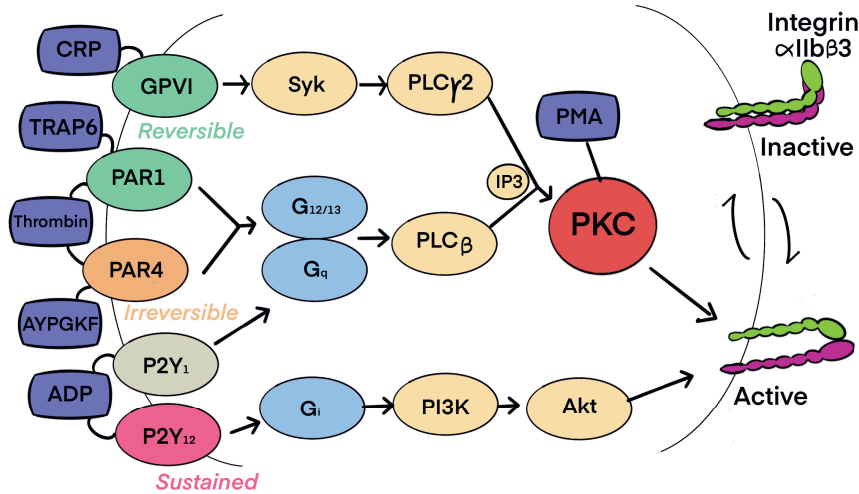 CRP
GPVI
Syk
PLCγ2
Reversible
TRAP6
PAR1
Thrombin
PAR4
Irreversible
AYPGKF
G12/13
Gq
PLCβ
IP3
PMA
PKC
ADP
P2Y1
P2Y12
Sustained
Gi
PI3K
Akt
Integrin
αIIbβ3
Inactive
Active